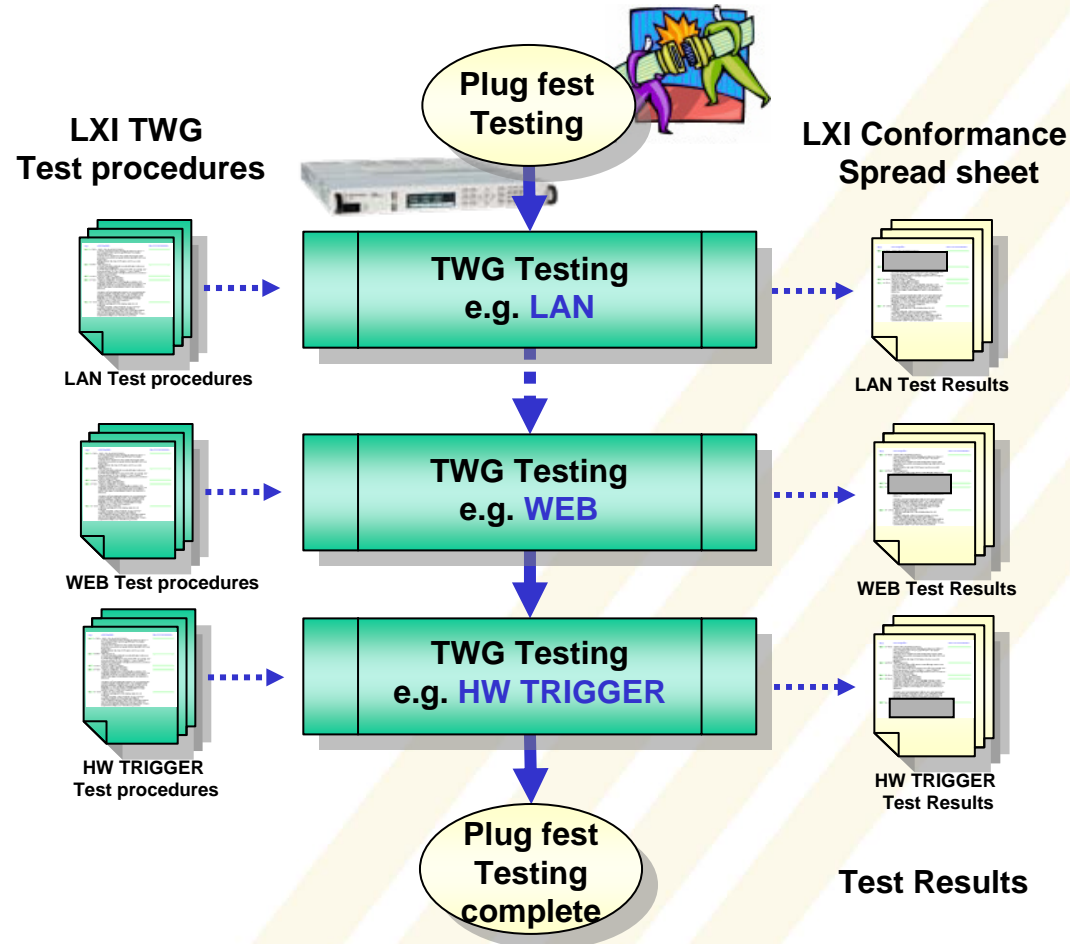 Plug fest
Testing
LXI TWG
Test procedures
LXI Conformance
Spread sheet
TWG Testing
e.g. LAN
LAN Test procedures
LAN Test Results
TWG Testing
e.g. WEB
WEB Test procedures
WEB Test Results
TWG Testing
e.g. HW TRIGGER
HW TRIGGER
Test procedures
HW TRIGGER
Test Results
Plug fest
Testing
complete
Test Results